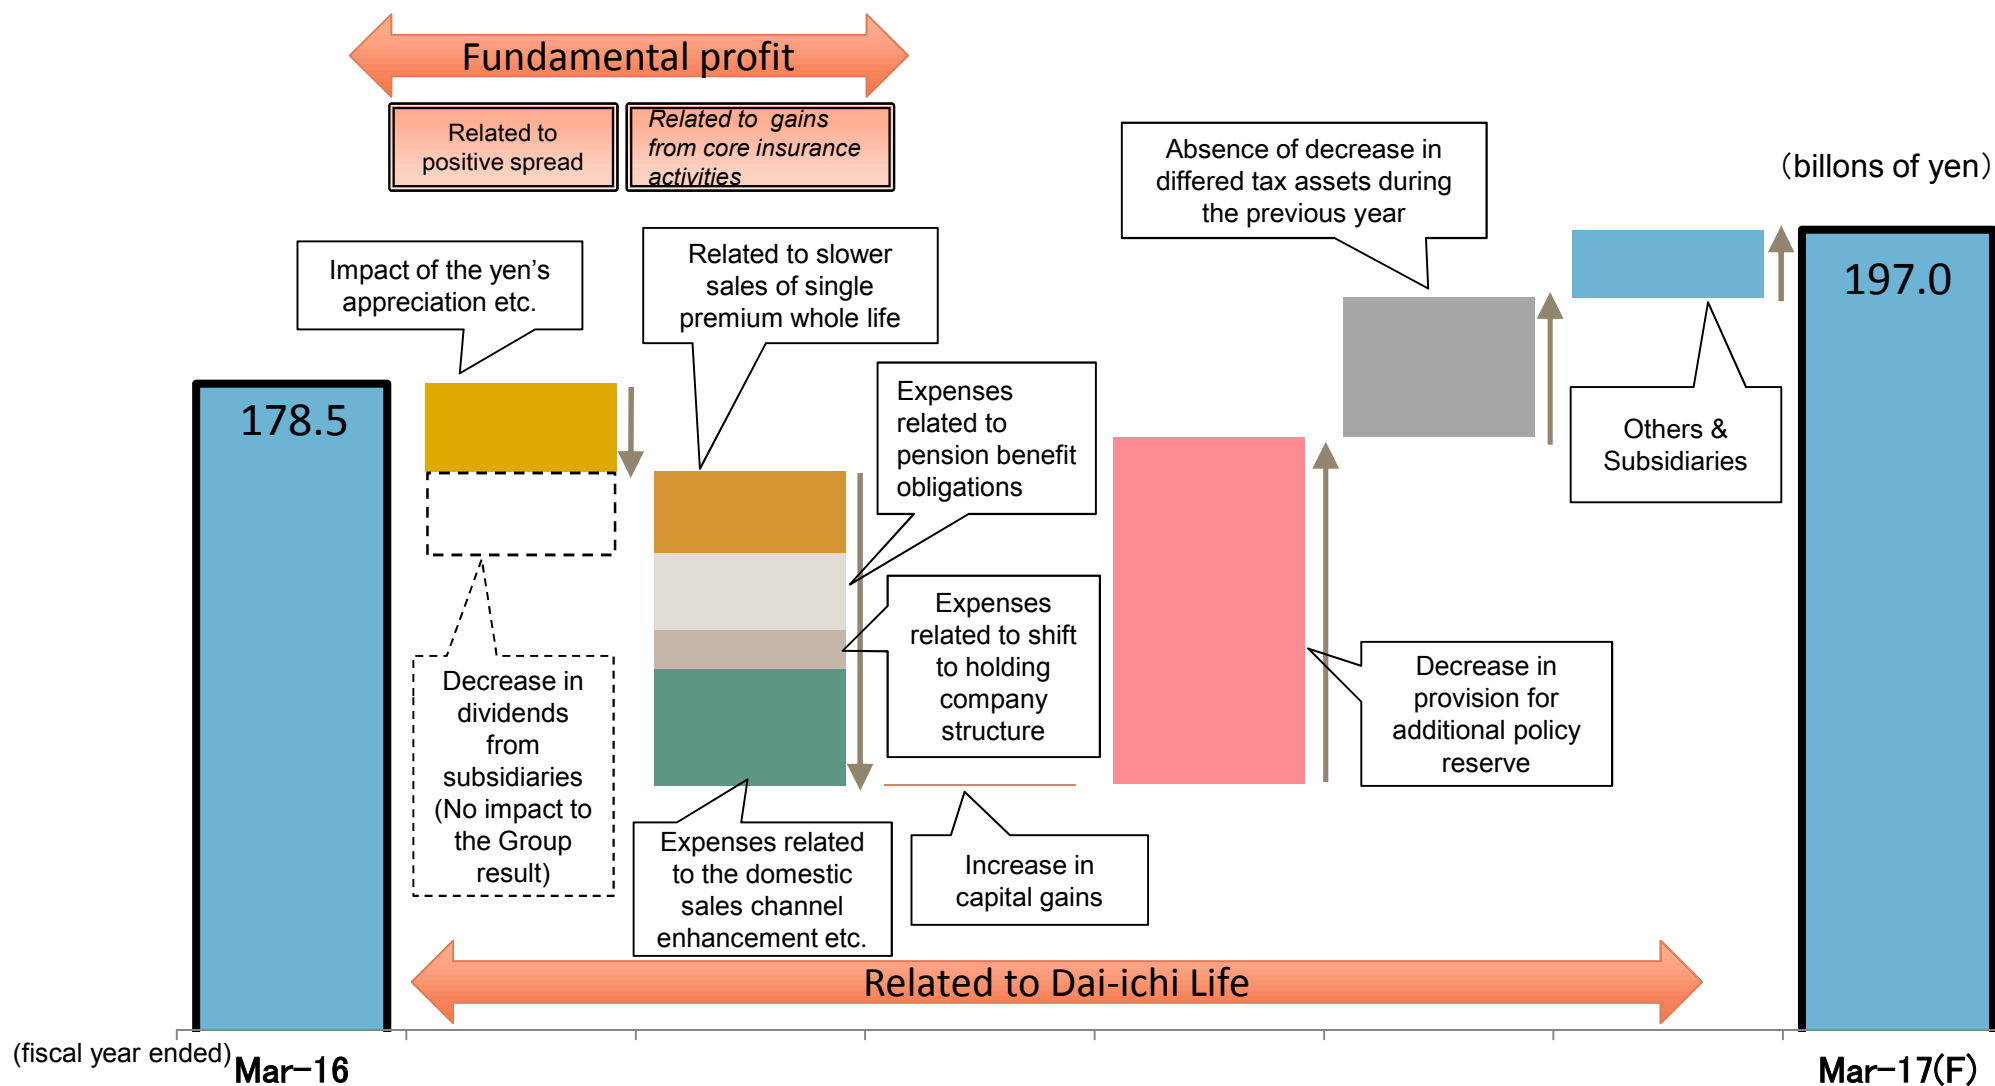 Fundamental profit
Related to
positive spread
Related to gains
from core insurance
activities
Absence of decrease in
differed tax assets during
the previous year
(billons of yen)
Impact of the yen's
appreciation etc.
Related to slower
sales of single
premium whole life
178.5
197.0
Expenses
related to
pension benefit
obligations
Others &
Subsidiaries
Expenses
related to shift
to holding
company
structure
Decrease in
dividends
from
subsidiaries
(No impact to
the Group
result)
Decrease in
provision for
additional policy
reserve
Expenses related
to the domestic
sales channel
enhancement etc.
Increase in
capital gains
Related to Dai-ichi Life
(fiscal year ended)
Mar-16
Mar-17(F)